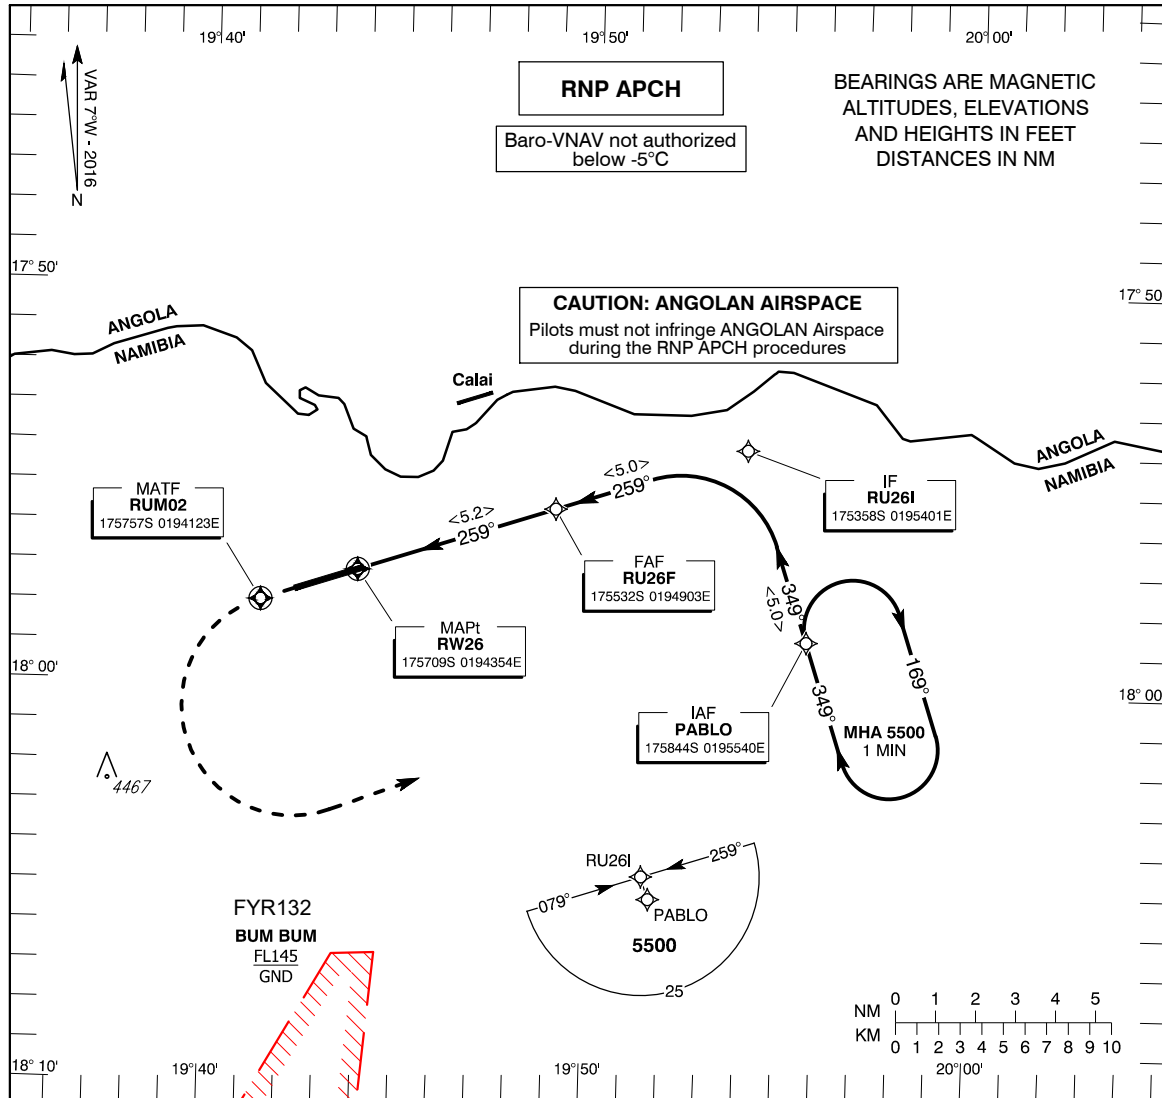 19° 40'
19° 50'
20° 00'
VAR 7°W - 2016
N
RNP APCH
Baro-VNAV not authorized
below -5°C
BEARINGS ARE MAGNETIC
ALTITUDES, ELEVATIONS
AND HEIGHTS IN FEET
DISTANCES IN NM
17° 50'
17° 50'
CAUTION: ANGOLAN AIRSPACE
Pilots must not infringe ANGOLAN Airspace
during the RNP APCH procedures
ANGOLA
NAMIBIA
Calai
ANGOLA
NAMIBIA
MATF
RUM02
175757S 0194123E
<5.2>
259°
<5.0>
259°
IF
RU26I
175358S 0195401E
FAF
RU26F
175532S 0194903E
MAPt
RW26
175709S 0194354E
349°
<5.0>
18° 00'
18° 00'
IAF
PABLO
175844S 0195540E
349°
169°
MHA 5500
1 MIN
4467
RU26I
259°
079°
PABLO
5500
25
FYR132
BUM BUM
FL145
GND
NM
0 1 2 3 4 5
KM
0 1 2 3 4 5 6 7 8 9 10
18° 10'
18° 10'
19° 40'
19° 50'
20° 00'